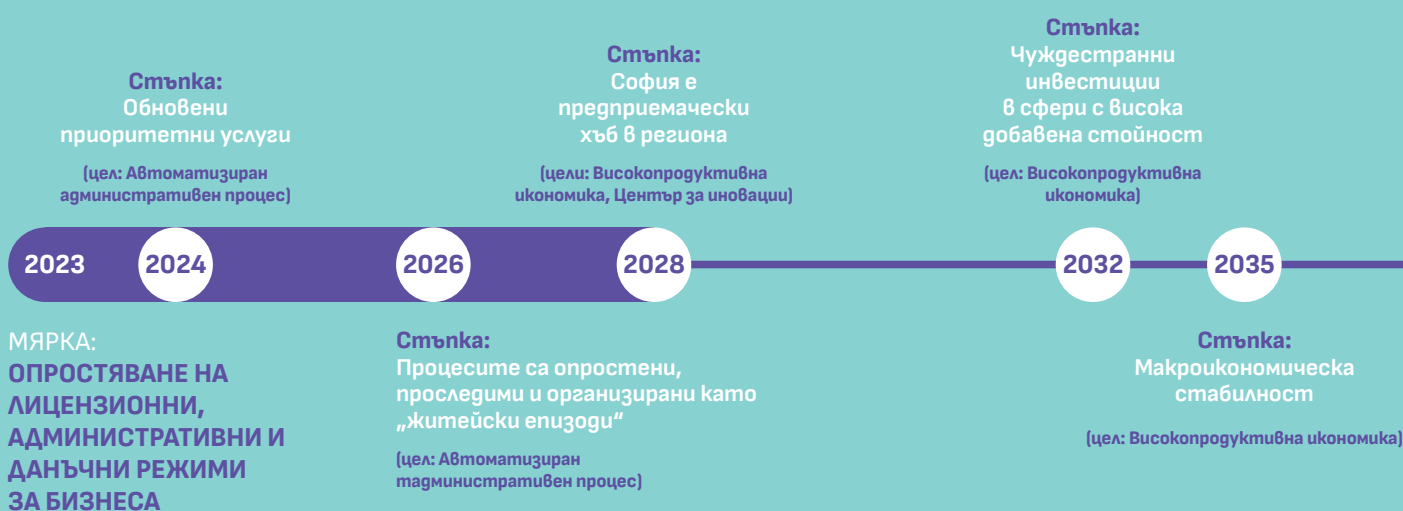 Стъпка:
Обновени
приоритетни услуги
(цел: Автоматизиран
административен процес)
Стъпка:
София е
предприемачески
хъб в региона
(цели: Високопродуктивна
икономика, Център за иновации)
Стъпка:
Чуждестранни
инвестиции
в сфери с висока
добавена стойност
(цел: Високопродуктивна
икономика)
2023
2024
2026
2028
2032
2035
МЯРКА:
ОПРОСТЯВАНЕ НА
ЛИЦЕНЗИОННИ,
АДМИНИСТРАТИВНИ И
ДАНЪЧНИ РЕЖИМИ
ЗА БИЗНЕСА
Стъпка:
Процесите са опростени,
проследими и организирани като
„житейски епизоди“
(цел: Автоматизиран
тадминистративен процес)
Стъпка:
Макроикономическа
стабилност
(цел: Високопродуктивна икономика)